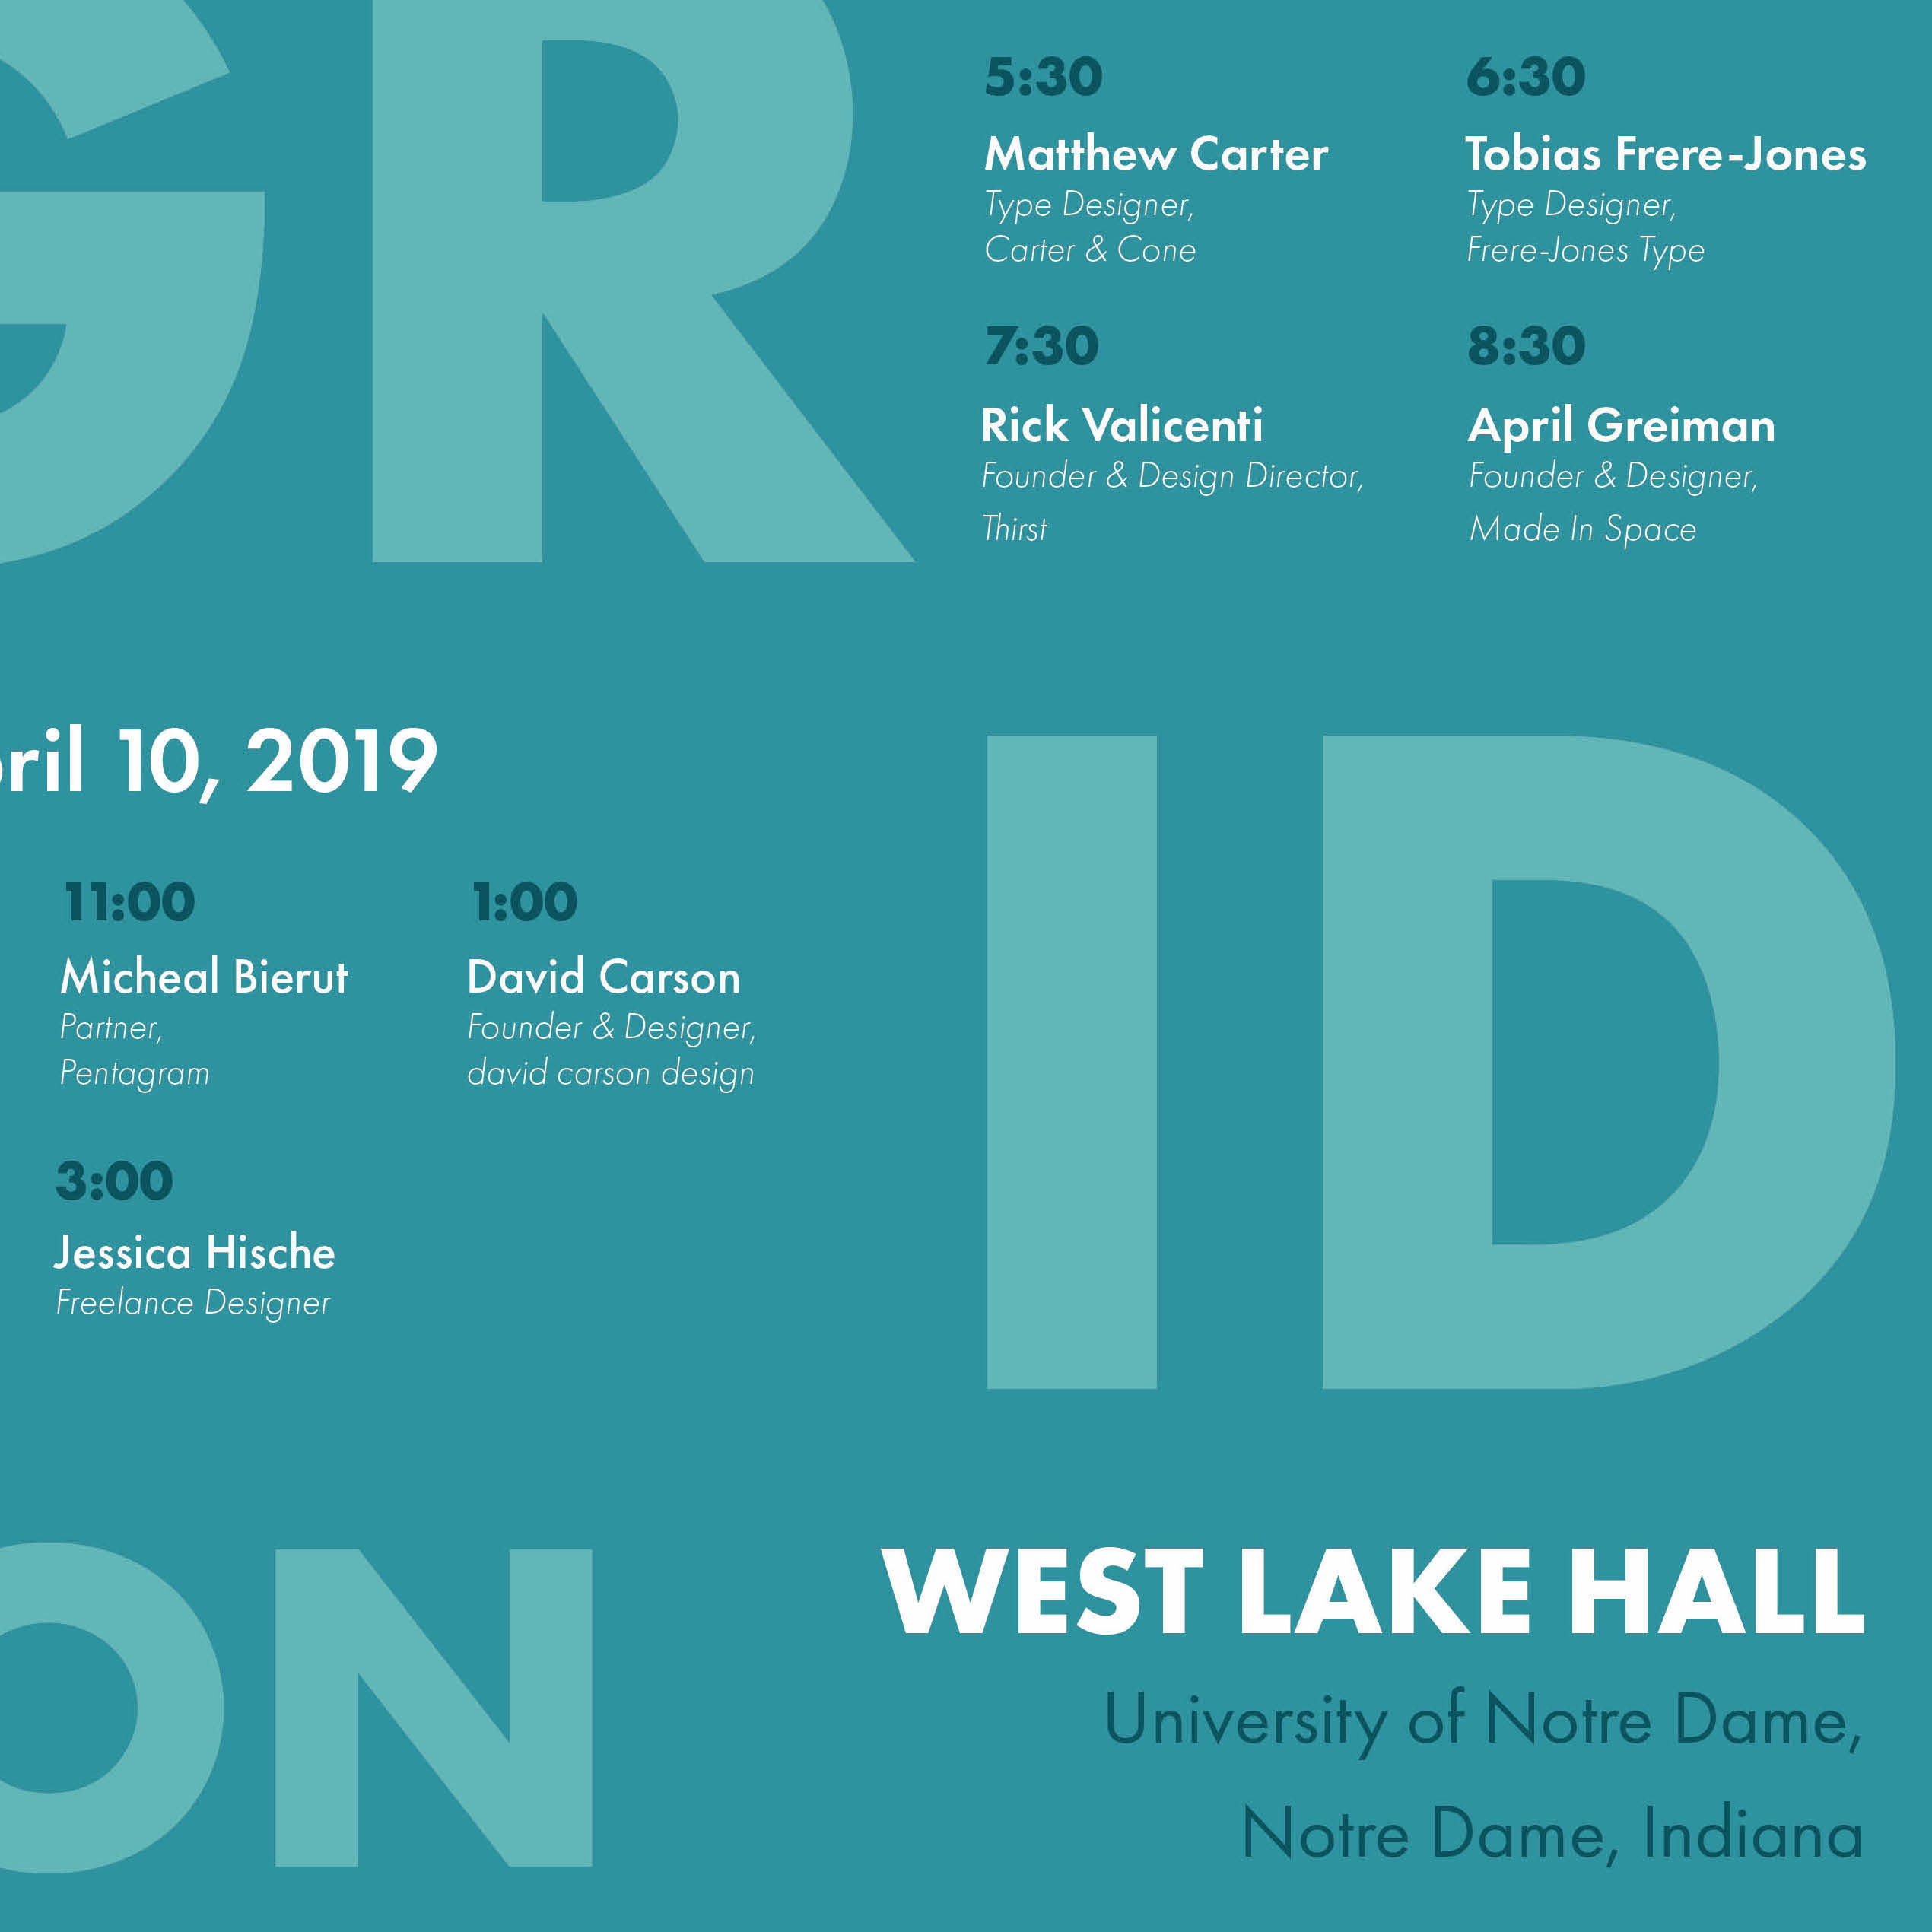 GR
5:30
Matthew Carter
Type Designer,
Carter & Cone
6:30
Tobias Frere-Jones
Type Designer,
Frere-Jones Type
7:30
Rick Valicenti
Founder & Design Director,
Thirst
8:30
April Greiman
Founder & Designer,
Made In Space
ril 10, 2019
11:00
Micheal Bierut
Partner,
Pentagram
1:00
David Carson
Founder & Designer,
david carson design
3:00
Jessica Hische
Freelance Designer
ID
ON
WEST LAKE HALL
University of Notre Dame,
Notre Dame, Indiana